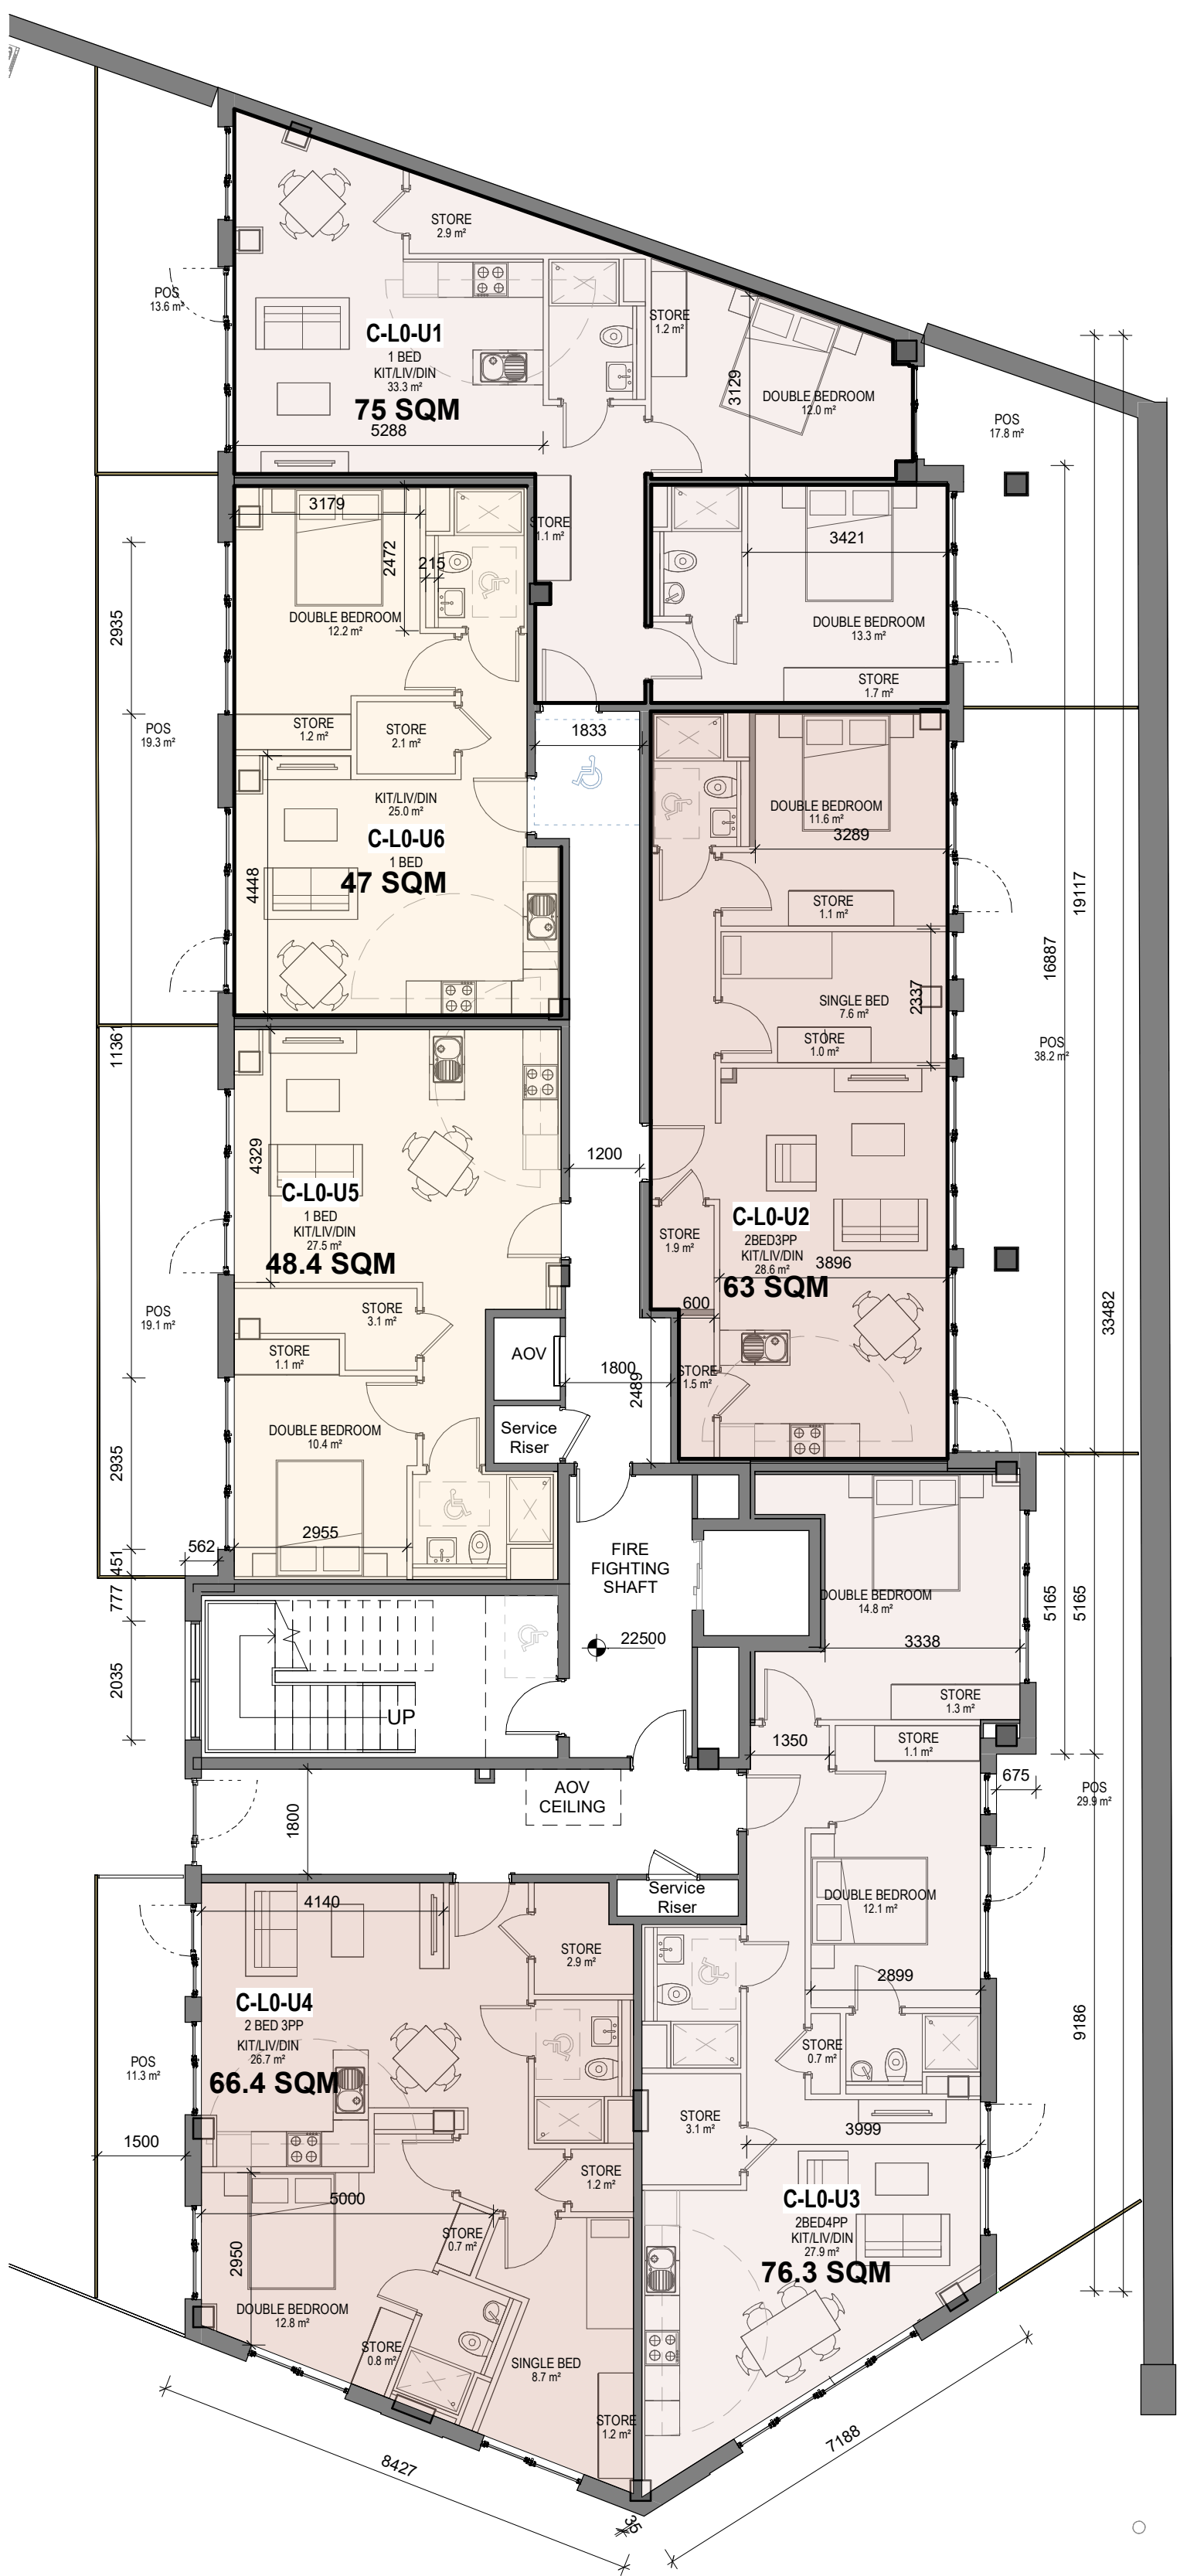 STORE
2.9 m²
POS
13.6 m²
C-L0-U1
1 BED
KIT/LIV/DIN
33.3 m²
75 SQM
5288
STORE
1.2 m²
3129
DOUBLE BEDROOM
12.0 m²
POS
17.8 m²
3179
2472
215
STORE
1.1 m²
3421
DOUBLE BEDROOM
12.2 m²
DOUBLE BEDROOM
13.3 m²
2935
STORE
1.7 m²
POS
19.3 m²
STORE
1.2 m²
STORE
2.1 m²
1833
KIT/LIV/DIN
25.0 m²
C-L0-U6
1 BED
47 SQM
4448
DOUBLE BEDROOM
11.6 m²
3289
STORE
1.1 m²
19117
16887
SINGLE BED
7.6 m²
2337
STORE
1.0 m²
POS
38.2 m²
11361
4329
1200
C-L0-U5
1 BED
KIT/LIV/DIN
27.5 m²
48.4 SQM
C-L0-U2
2BED3PP
KIT/LIV/DIN
28.6 m²
3896
63 SQM
STORE
1.9 m²
600
33482
POS
19.1 m²
STORE
3.1 m²
STORE
1.1 m²
AOV
1800
2489
STORE
1.5 m²
Service
Riser
DOUBLE BEDROOM
10.4 m²
2935
2955
562
451
777
FIRE
FIGHTING
SHAFT
DOUBLE BEDROOM
14.8 m²
5165
5165
22500
3338
2035
UP
STORE
1.3 m²
1350
STORE
1.1 m²
675
POS
29.9 m²
AOV
CEILING
1800
Service
Riser
4140
DOUBLE BEDROOM
12.1 m²
STORE
2.9 m²
2899
C-L0-U4
2 BED 3PP
KIT/LIV/DIN
26.7 m²
66.4 SQM
POS
11.3 m²
STORE
0.7 m²
9186
STORE
3.1 m²
3999
1500
STORE
1.2 m²
5000
C-L0-U3
2BED4PP
KIT/LIV/DIN
27.9 m²
76.3 SQM
STORE
0.7 m²
2950
DOUBLE BEDROOM
12.8 m²
STORE
0.8 m²
SINGLE BED
8.7 m²
STORE
1.2 m²
8427
7188
35